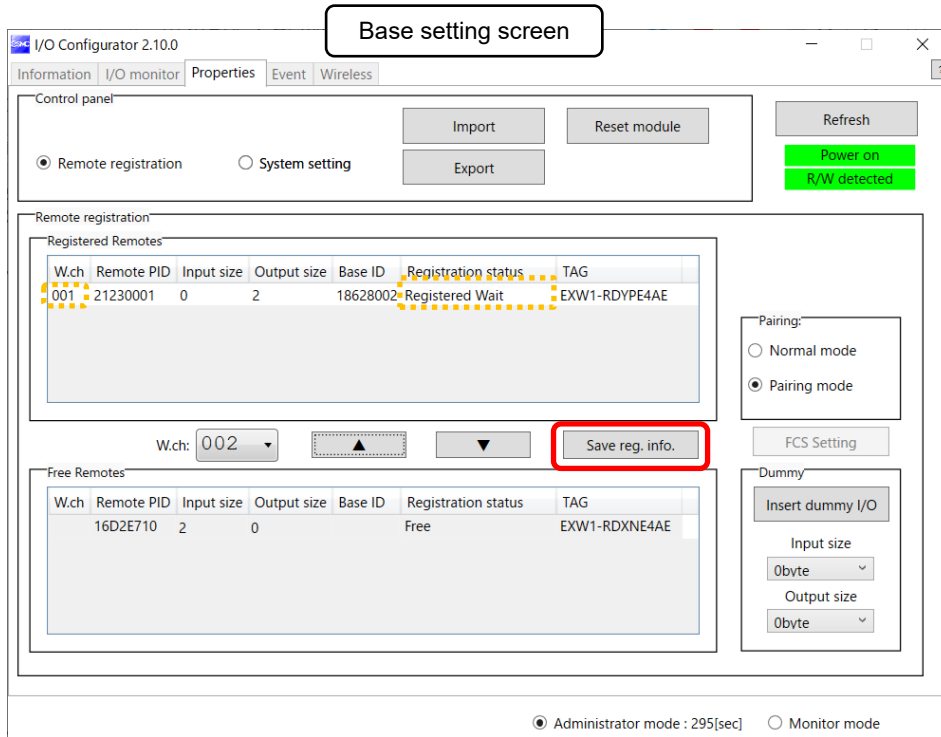 Base setting screen
SMC I/O Configurator 2.10.0
Information I/O monitor Properties Event Wireless ?
Control panel
Import Reset module Refresh
Remote registration System setting Export
Power on
R/W detected
Remote registration
Registered Remotes
W.ch Remote PID Input size Output size Base ID Registration status TAG
001 21230001 0 2 18628002 Registered Wait EXW1-RDYPE4AE
Pairing:
Normal mode
Pairing mode
W.ch: 002 ▲ ▼ Save reg. info. FCS Setting
Free Remotes
W.ch Remote PID Input size Output size Base ID Registration status TAG
16D2E710 2 0 Free EXW1-RDXNE4AE
Dummy
Insert dummy I/O
Input size
0byte
Output size
0byte
Administrator mode : 295[sec] Monitor mode